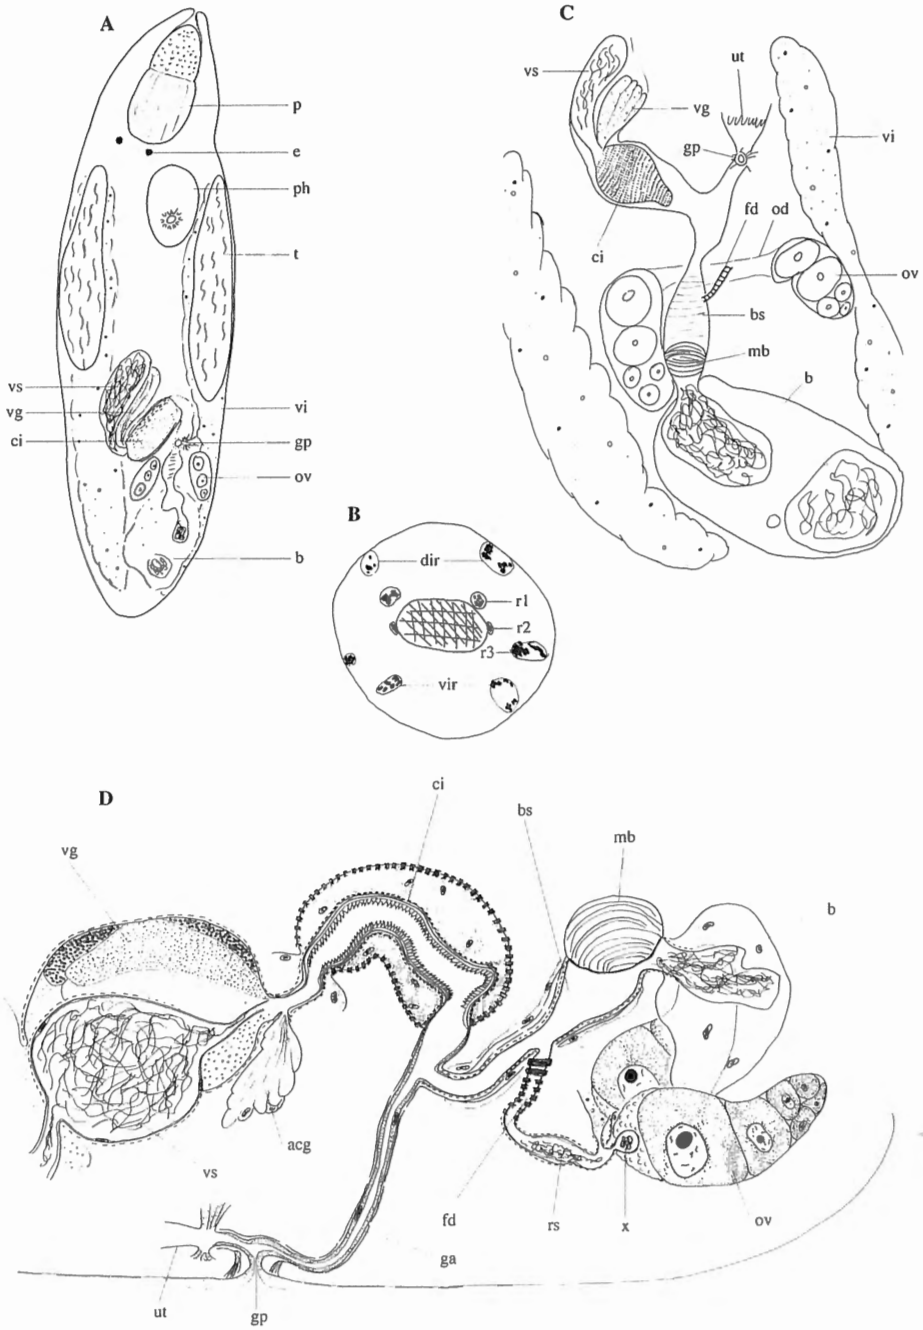 A
p
e
ph
t
vs
vg
ci
vi
gp
ov
b
B
dir
r1
r2
r3
vir
C
vs
vg
ut
gp
vi
ci
fd
od
ov
bs
mb
b
D
ci
bs
mb
vg
b
acg
vs
fd
rs
x
ov
ga
ut
gp